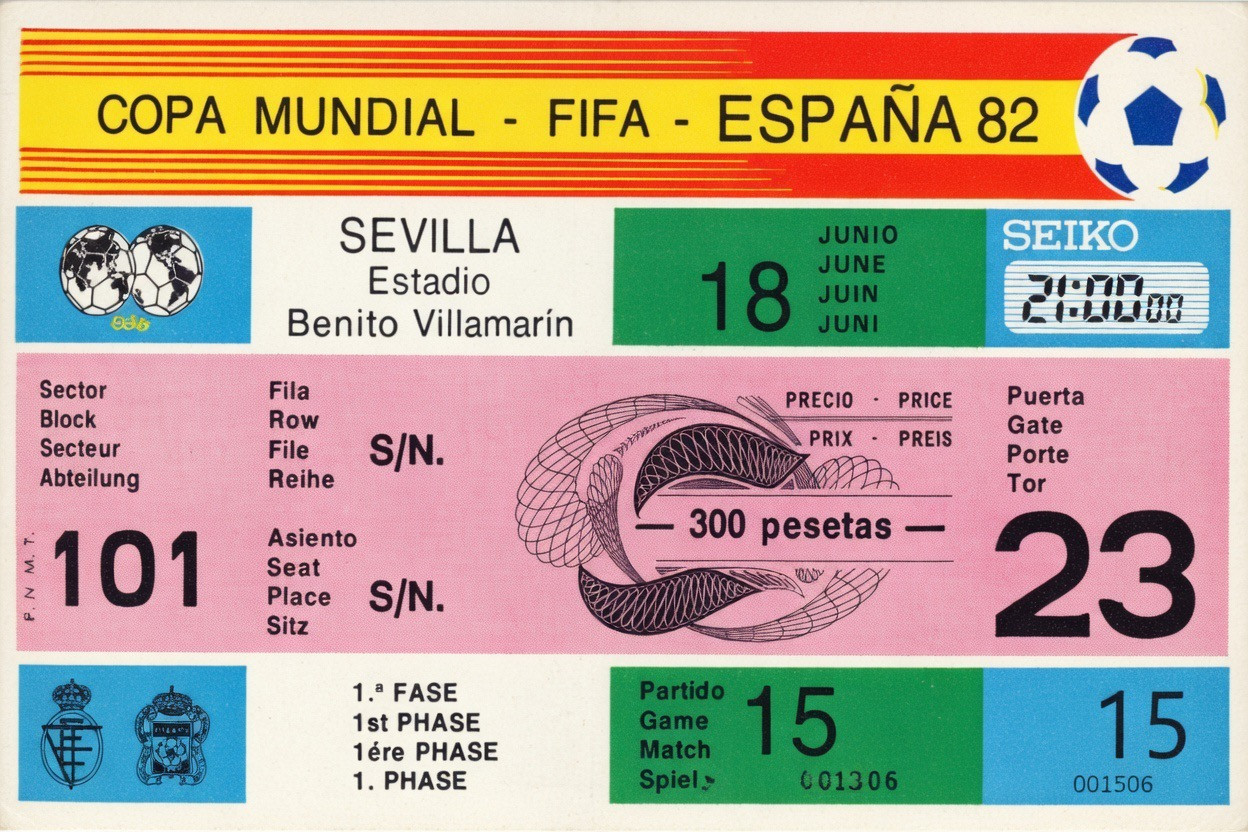 COPA MUNDIAL - FIFA - ESPAÑA 82
SEVILLA
Estadio
Benito Villamarín
18
JUNIO
JUNE
JUIN
JUNI
SEIKO
21:00 00
Sector
Block
Secteur
Abteilung
101
P. N. M. T.
Fila
Row
File
Reihe
S/N.
Asiento
Seat
Place
Sitz
S/N.
PRECIO - PRICE
PRIX - PREIS
— 300 pesetas —
Puerta
Gate
Porte
Tor
23
1.ª FASE
1st PHASE
1ére PHASE
1. PHASE
Partido
Game
Match
Spiel
15
001306
15
001506